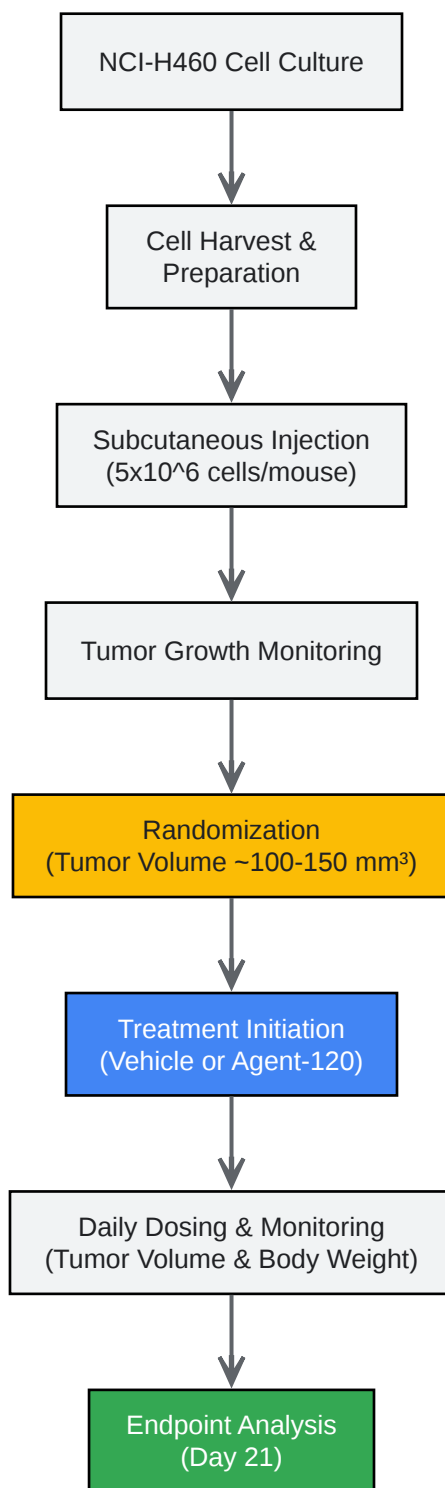 NCI-H460 Cell Culture
Cell Harvest &
Preparation
Subcutaneous Injection
(5x10^6 cells/mouse)
Tumor Growth Monitoring
Randomization
(Tumor Volume ~100-150 mm³)
Treatment Initiation
(Vehicle or Agent-120)
Daily Dosing & Monitoring
(Tumor Volume & Body Weight)
Endpoint Analysis
(Day 21)